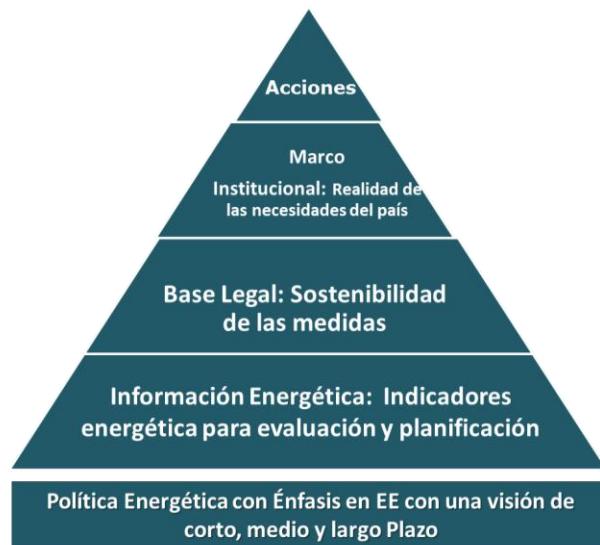 Acciones
Marco
Institucional: Realidad de
las necesidades del país
Base Legal: Sostenibilidad
de las medidas
Información Energética: Indicadores
energética para evaluación y planificación
Política Energética con Énfasis en EE con una visión de
corto, medio y largo Plazo